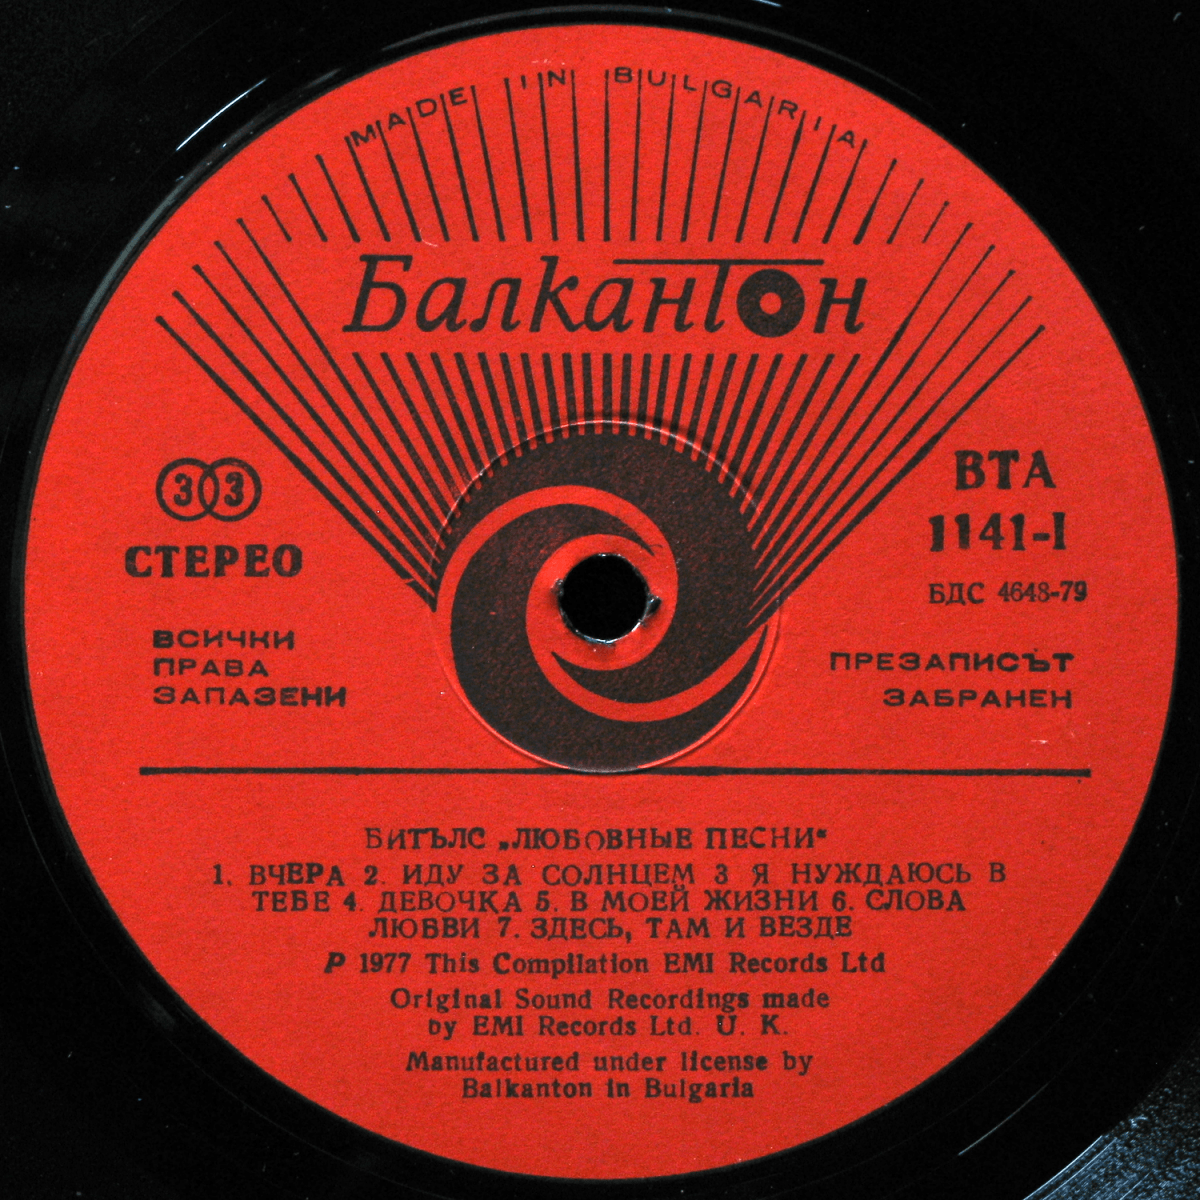 MADE IN BULGARIA
Балкантон
33
СТЕРЕО
ВСИЧКИ
ПРАВА
ЗАПАЗЕНИ
ВТА
1141-I
БДС 4648-79
ПРЕЗАПИСЪТ
ЗАБРАНЕН
БИТЪЛС „ЛЮБОВНЫЕ ПЕСНИ“
1. ВЧЕРА 2. ИДУ ЗА СОЛНЦЕМ 3 Я НУЖДАЮСЬ В
ТЕБЕ 4. ДЕВОЧКА 5. В МОЕЙ ЖИЗНИ 6. СЛОВА
ЛЮБВИ 7. ЗДЕСЬ, ТАМ И ВЕЗДЕ
P 1977 This Compilation EMI Records Ltd
Original Sound Recordings made
by EMI Records Ltd. U. K.
Manufactured under license by
Balkanton in Bulgaria